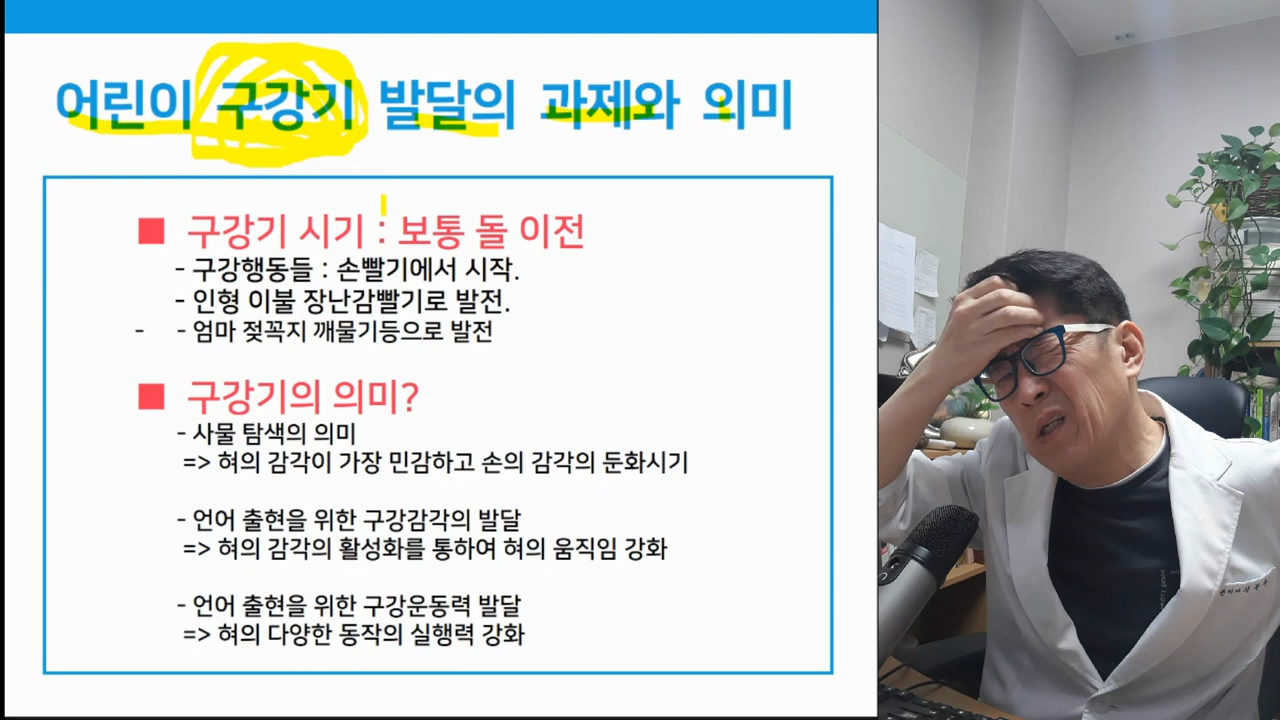 어린이 구강기 발달의 과제와 의미
■ 구강기 시기 : 보통 돌 이전
- 구강행동들 : 손빨기에서 시작.
- 인형 이불 장난감빨기로 발전.
- - 엄마 젖꼭지 깨물기등으로 발전
■ 구강기의 의미?
- 사물 탐색의 의미
=> 혀의 감각이 가장 민감하고 손의 감각의 둔화시기
- 언어 출현을 위한 구강감각의 발달
=> 혀의 감각의 활성화를 통하여 혀의 움직임 강화
- 언어 출현을 위한 구강운동력 발달
=> 혀의 다양한 동작의 실행력 강화